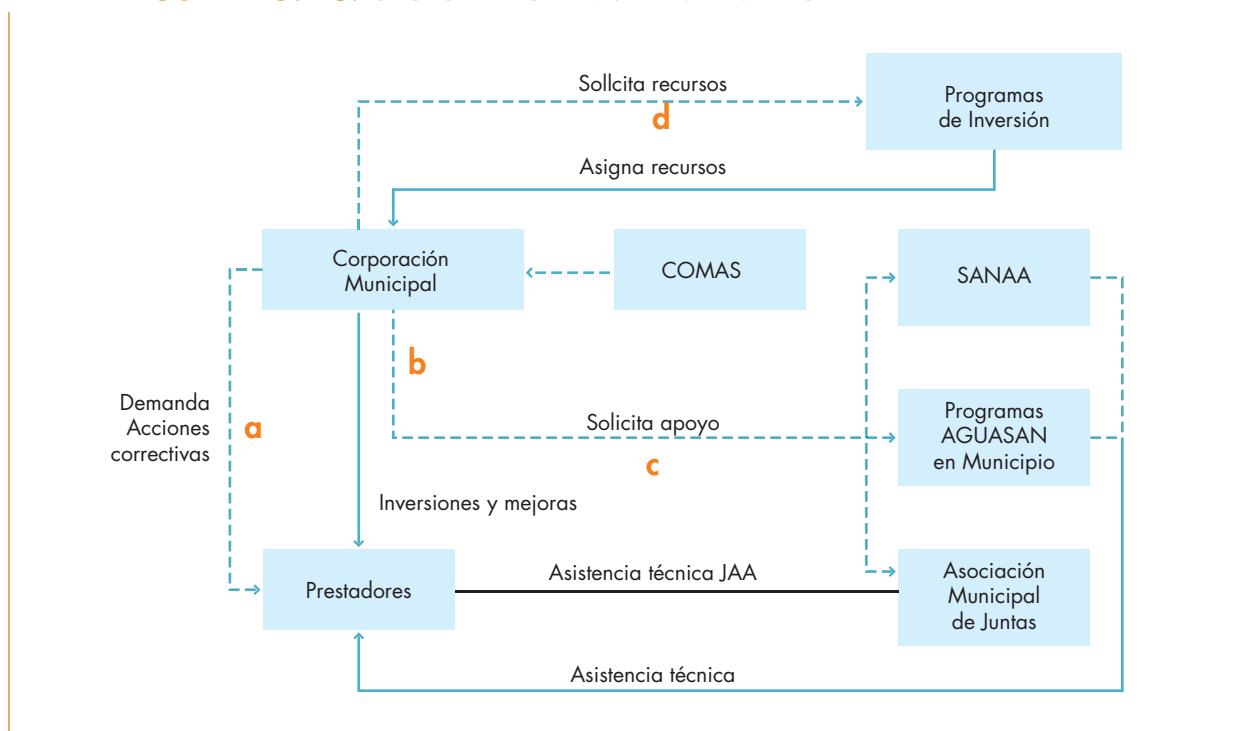 Sollcita recursos
d
Programas
de Inversión
Asigna recursos
Corporación
Municipal
COMAS
SANAA
b
Demanda
Acciones
correctivas
a
Solicita apoyo
c
Programas
AGUASAN
en Municipio
Inversiones y mejoras
Prestadores
Asistencia técnica JAA
Asociación
Municipal
de Juntas
Asistencia técnica